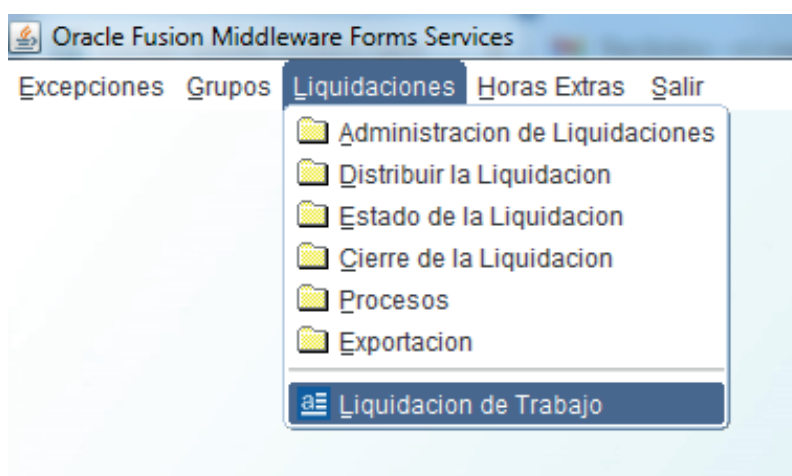 Oracle Fusion Middleware Forms Services
Excepciones Grupos Liquidaciones Horas Extras Salir
Administracion de Liquidaciones
Distribuir la Liquidacion
Estado de la Liquidacion
Cierre de la Liquidacion
Procesos
Exportacion
Liquidacion de Trabajo